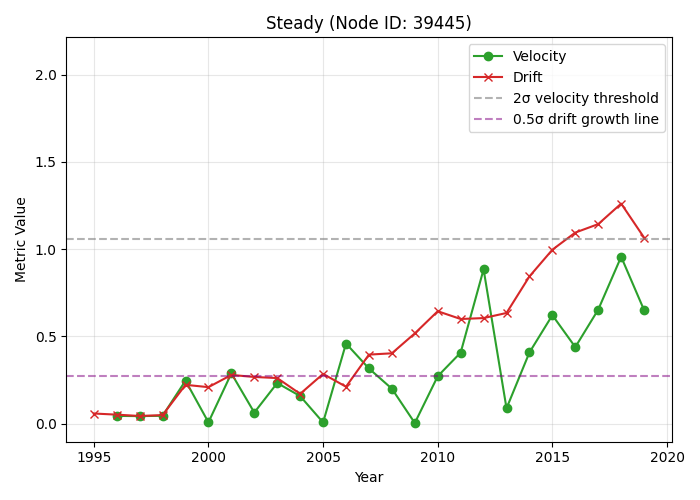 Steady (Node ID: 39445)
Velocity
Drift
2σ velocity threshold
0.5σ drift growth line
Metric Value
2.0
1.5
1.0
0.5
0.0
1995 2000 2005 2010 2015 2020
Year